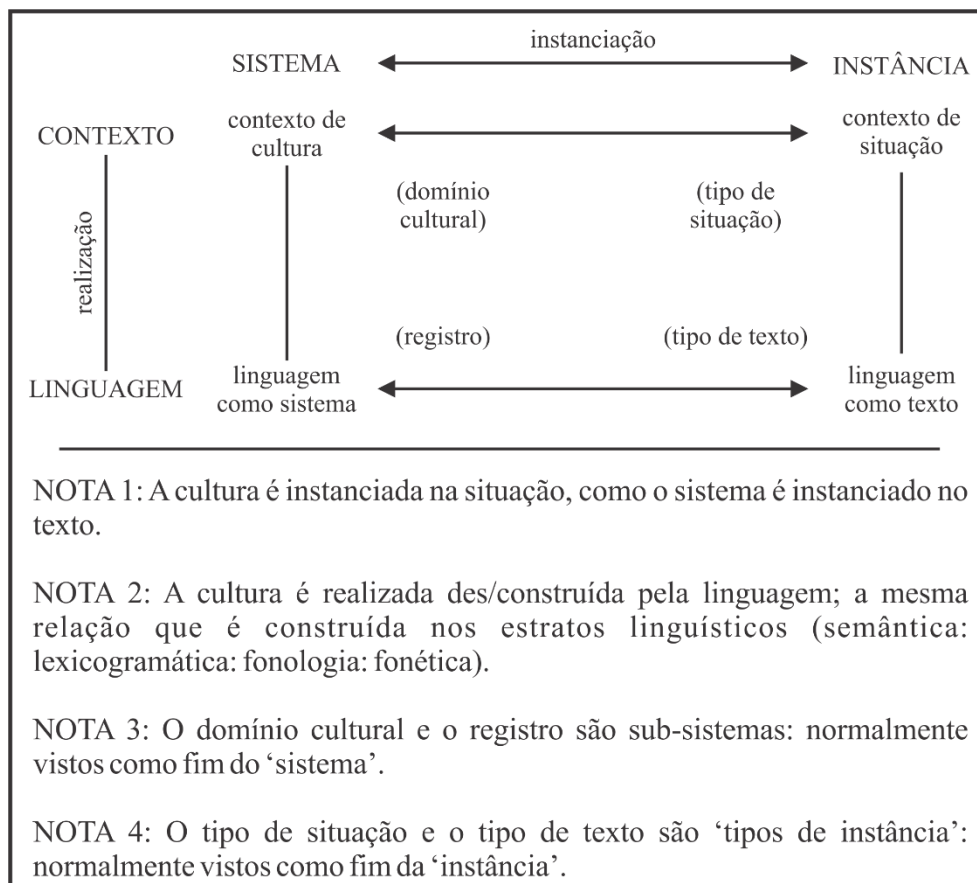 instanciação
SISTEMA
INSTÂNCIA
CONTEXTO
contexto de
cultura
contexto de
situação
(domínio
cultural)
(tipo de
situação)
realização
(registro)
(tipo de texto)
LINGUAGEM
linguagem
como sistema
linguagem
como texto
NOTA 1: A cultura é instanciada na situação, como o sistema é instanciado no
texto.
NOTA 2: A cultura é realizada des/construída pela linguagem; a mesma
relação que é construída nos estratos linguísticos (semântica:
lexicogramática: fonologia: fonética).
NOTA 3: O domínio cultural e o registro são sub-sistemas: normalmente
vistos como fim do ‘sistema’.
NOTA 4: O tipo de situação e o tipo de texto são ‘tipos de instância’:
normalmente vistos como fim da ‘instância’.